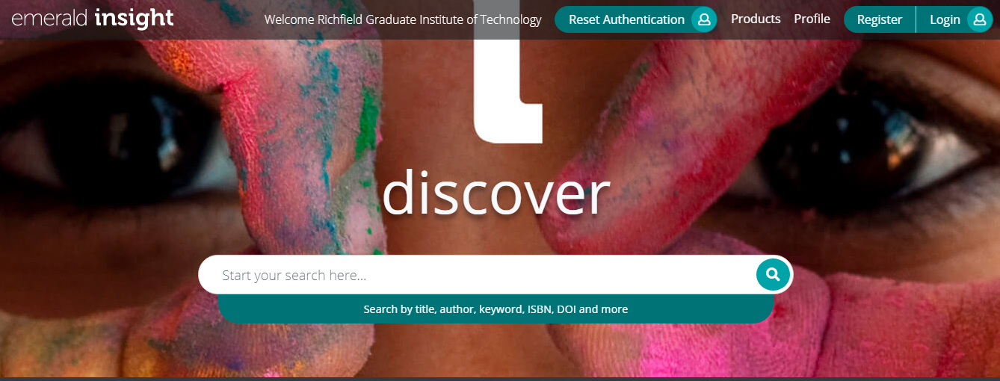 emerald insight Welcome Richfield Graduate Institute of Technology Reset Authentication Products Profile Register Login
discover
Start your search here...
Search by title, author, keyword, ISBN, DOI and more